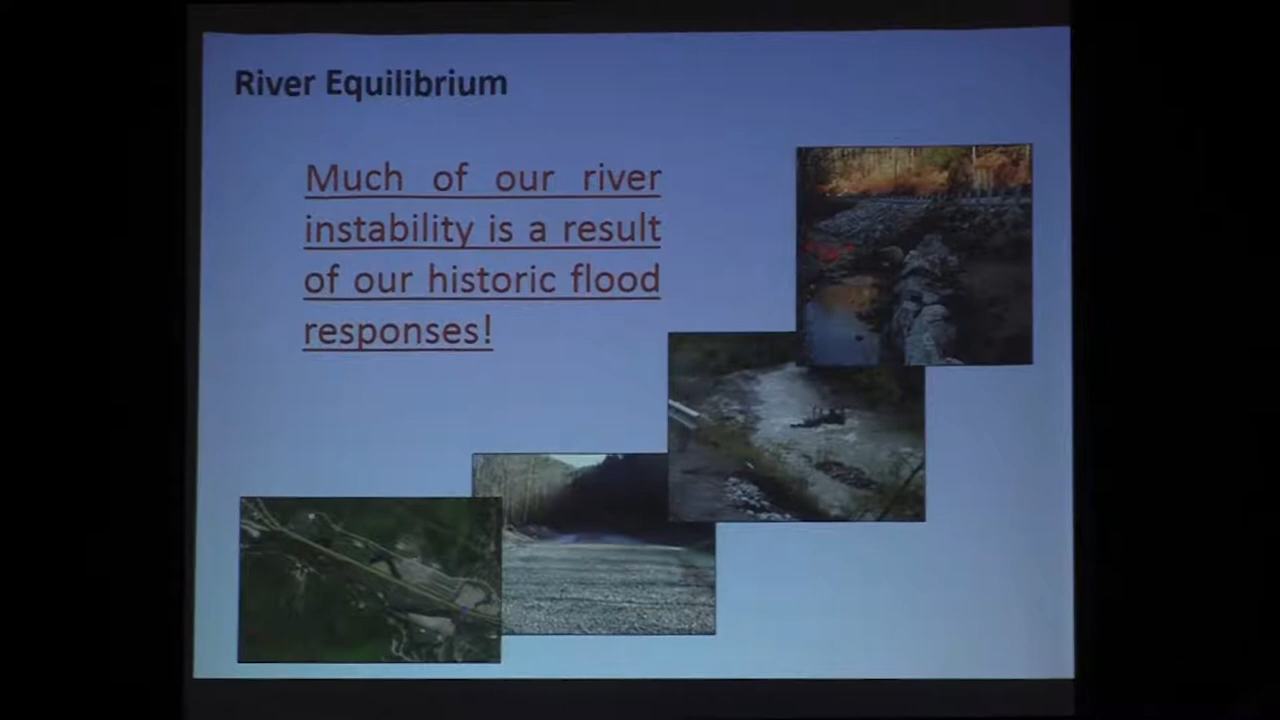 River Equilibrium
Much of our river
instability is a result
of our historic flood
responses!